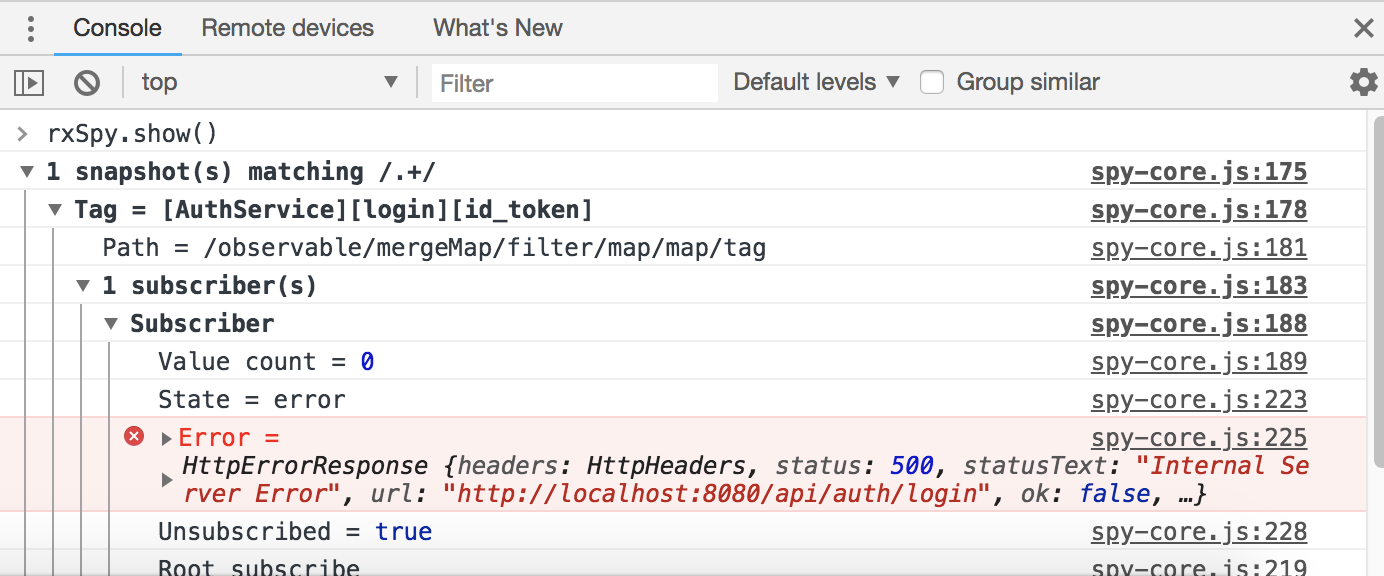 Console Remote devices What's New
top Filter Default levels Group similar
rxSpy.show()
1 snapshot(s) matching /.+/ spy-core.js:175
Tag = [AuthService][login][id_token] spy-core.js:178
Path = /observable/mergeMap/filter/map/map/tag spy-core.js:181
1 subscriber(s) spy-core.js:183
Subscriber spy-core.js:188
Value count = 0 spy-core.js:189
State = error spy-core.js:223
Error = spy-core.js:225
HttpErrorResponse {headers: HttpHeaders, status: 500, statusText: "Internal Se
rver Error", url: "http://localhost:8080/api/auth/login", ok: false, …}
Unsubscribed = true spy-core.js:228
Root subscribe spy-core.js:219